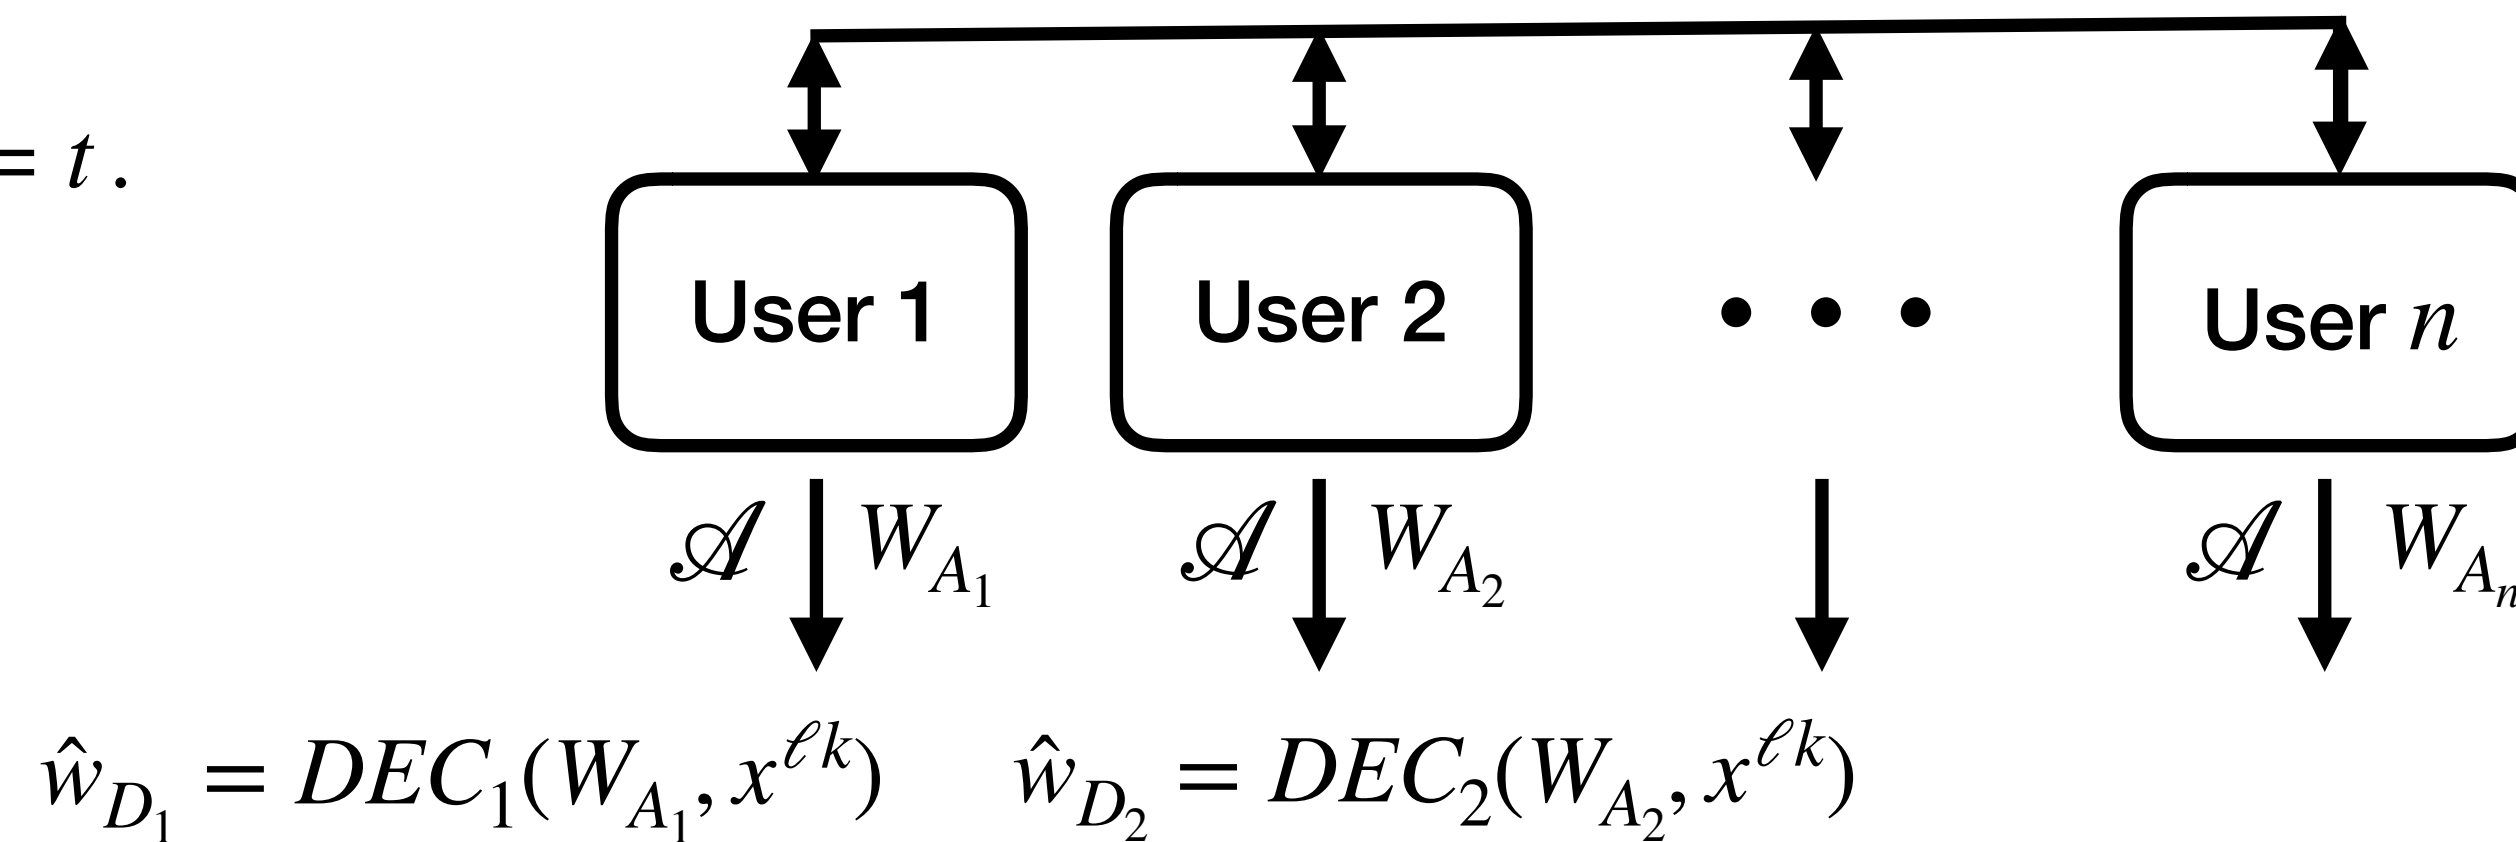 = t .
User 1 User 2 • • • User n
𝒜 W_{A_1} 𝒜 W_{A_2} 𝒜 W_{A_n}
ŵ_{D_1} = DEC_1(W_{A_1}, x^{ℓk}) ŵ_{D_2} = DEC_2(W_{A_2}, x^{ℓk})